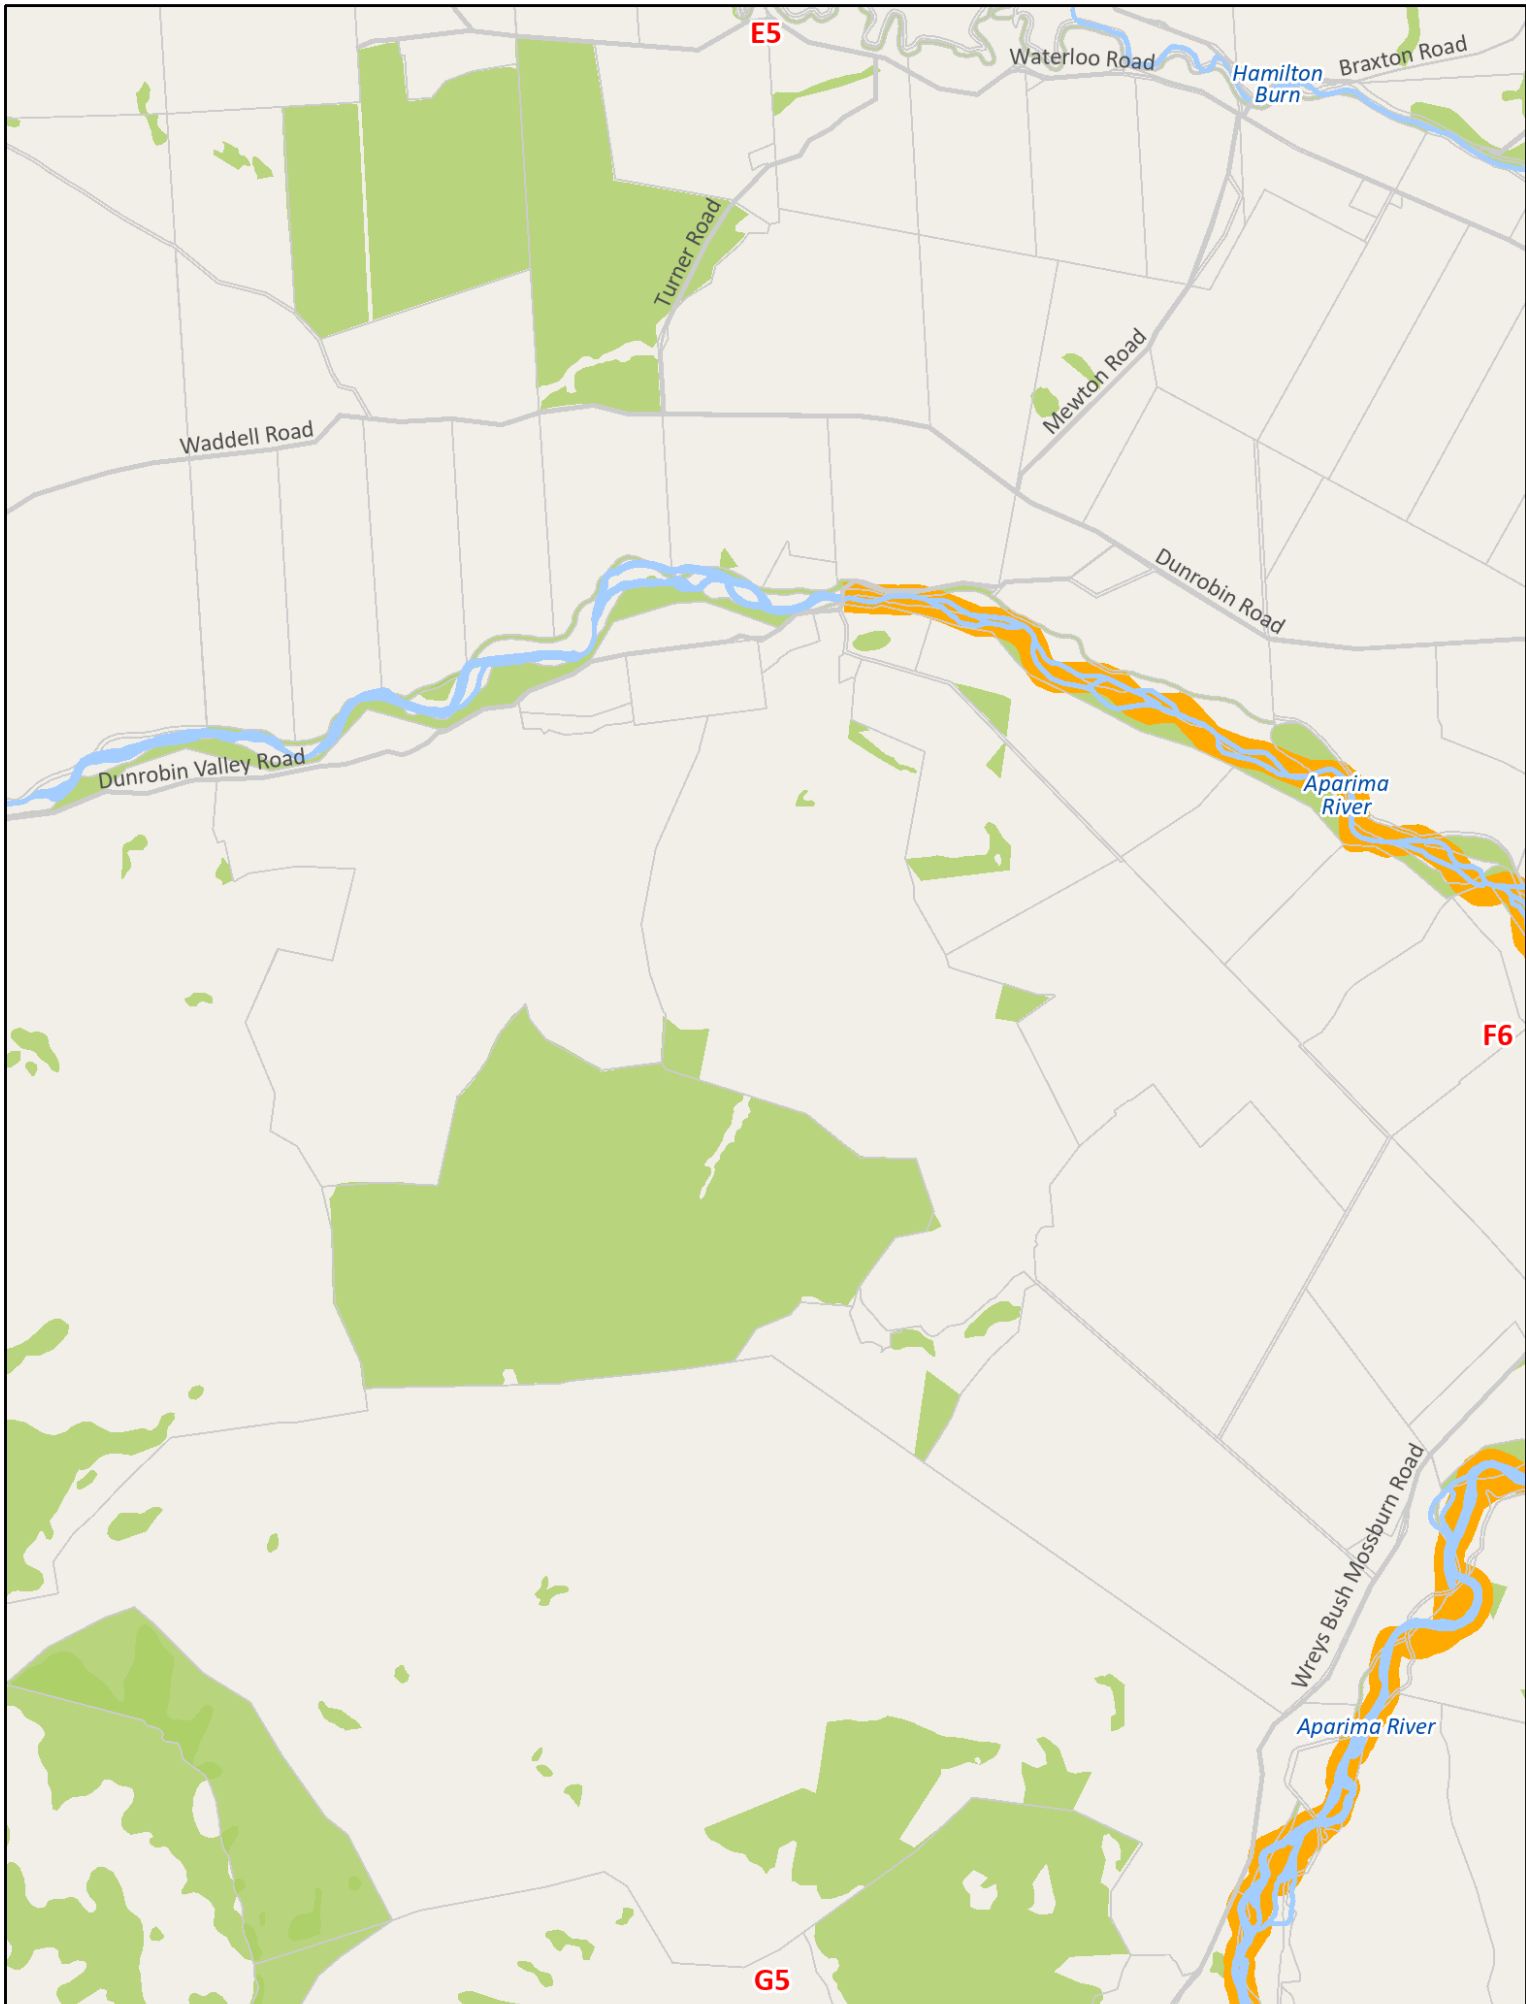 E5
Waterloo Road
Braxton Road
Hamilton
Burn
Turner Road
Mewton Road
Waddell Road
Dunrobin Road
Dunrobin Valley Road
Aparima
River
F6
Wreys Bush Mossburn Road
Aparima River
G5